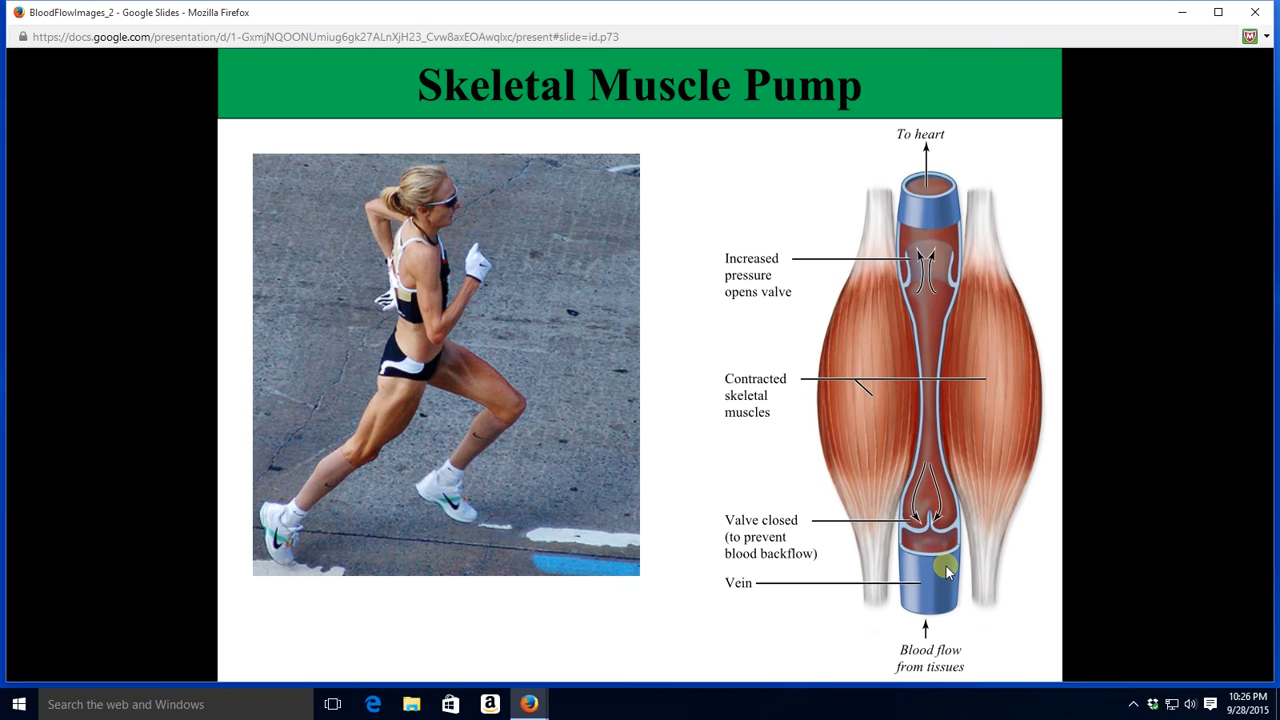 BloodFlowImages_2 - Google Slides - Mozilla Firefox
https://docs.google.com/presentation/d/1-GxmjNQOONUmiug6gk27ALnXjH23_Cvw8axEOAwqIxc/present#slide=id.p73
Skeletal Muscle Pump
To heart
Increased
pressure
opens valve
Contracted
skeletal
muscles
Valve closed
(to prevent
blood backflow)
Vein
Blood flow
from tissues
Search the web and Windows
10:26 PM
9/28/2015